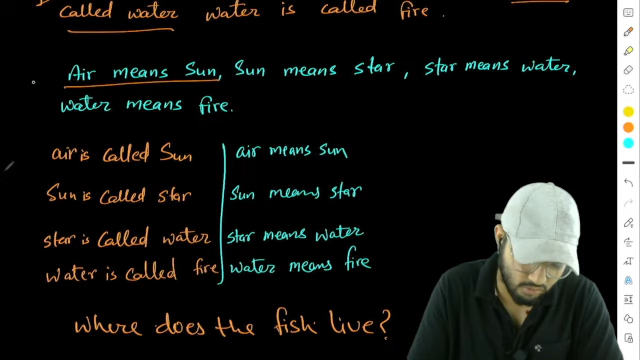 called water water is called fire.
Air means Sun, Sun means star, star means water,
water means fire.
air is called Sun | air means sun
Sun is called star | Sun means star
star is called water | star means water
water is called fire | water means fire
where does the fish live?